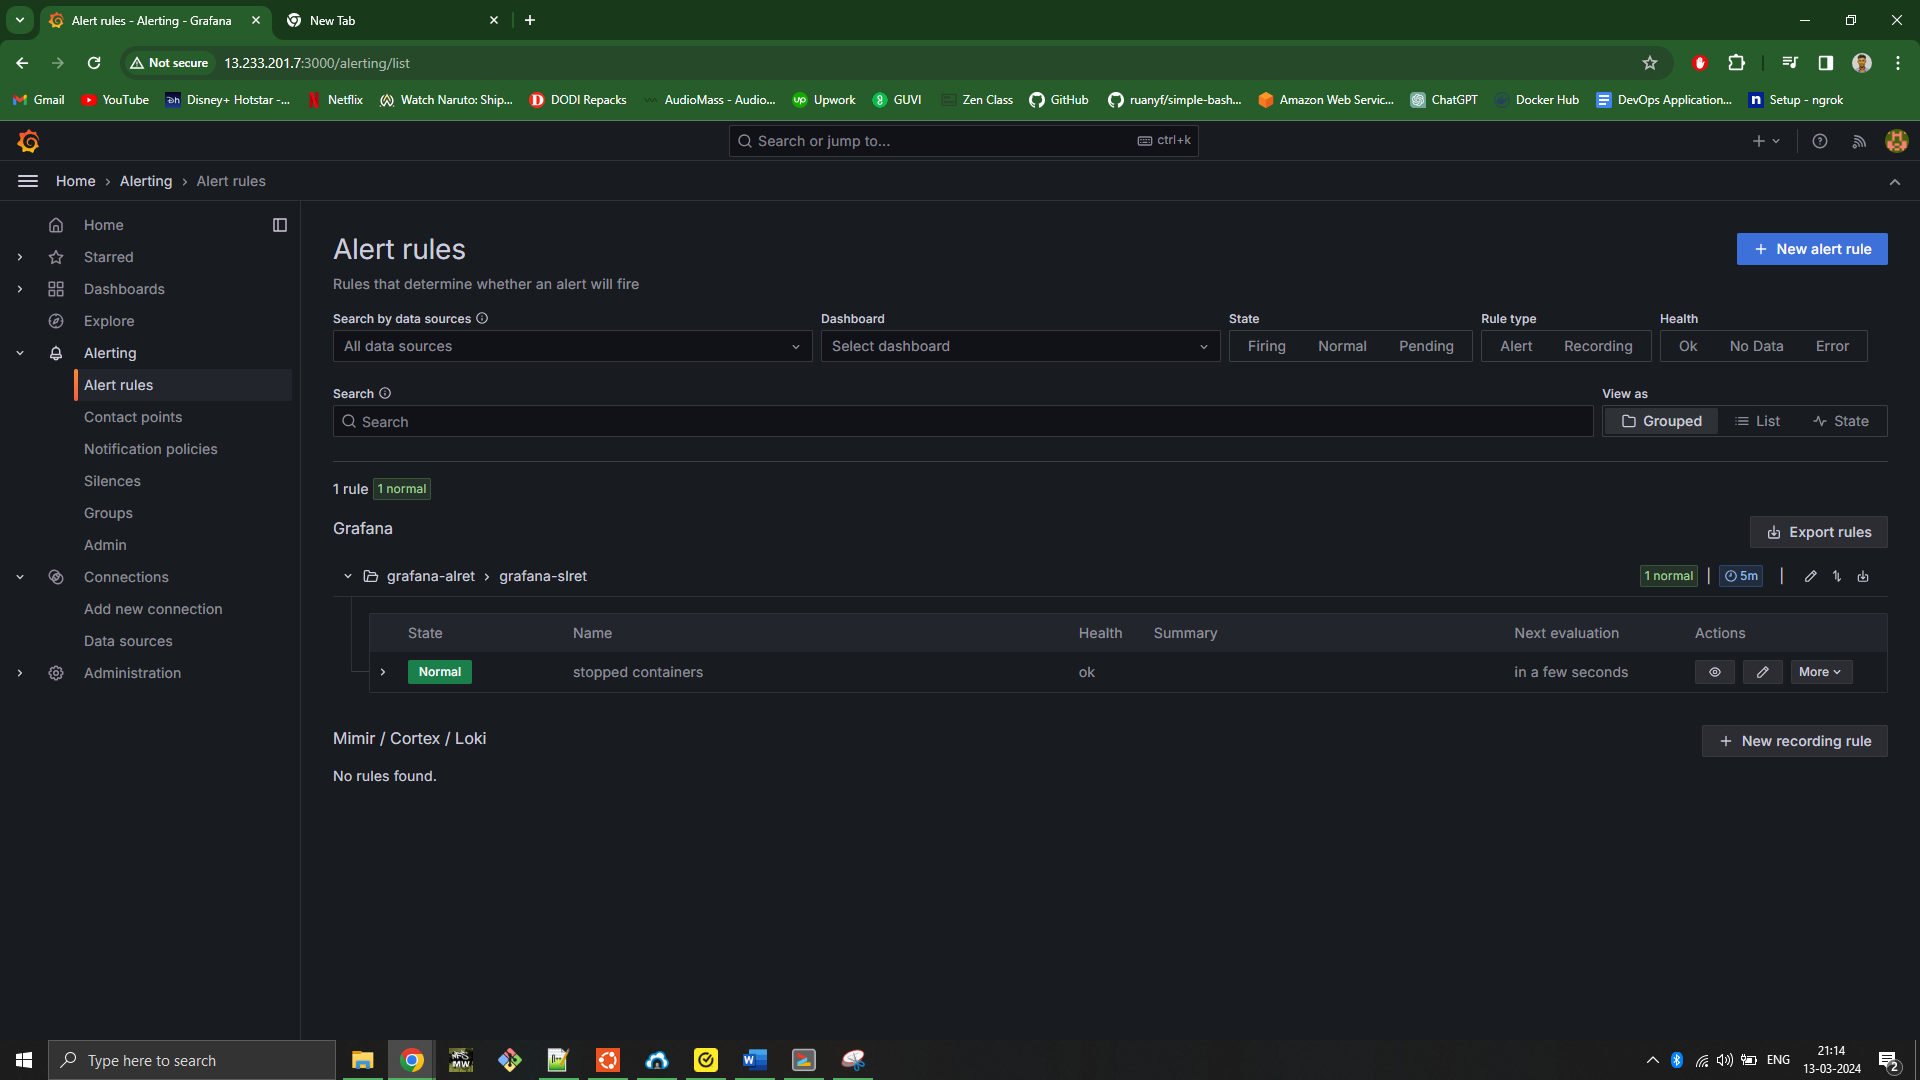 Alert rules - Alerting - Grafana
New Tab
Not secure
13.233.201.7:3000/alerting/list
Gmail
YouTube
Disney+ Hotstar -...
Netflix
Watch Naruto: Ship...
DODI Repacks
AudioMass - Audio...
Upwork
GUVI
Zen Class
GitHub
ruanyf/simple-bash...
Amazon Web Servic...
ChatGPT
Docker Hub
DevOps Application...
Setup - ngrok
Search or jump to...
ctrl+k
Home › Alerting › Alert rules
Home
Starred
Dashboards
Explore
Alerting
Alert rules
Contact points
Notification policies
Silences
Groups
Admin
Connections
Add new connection
Data sources
Administration
Alert rules
New alert rule
Rules that determine whether an alert will fire
Search by data sources
All data sources
Dashboard
Select dashboard
State
Firing Normal Pending
Rule type
Alert Recording
Health
Ok No Data Error
Search
Search
View as
Grouped List State
1 rule 1 normal
Grafana
Export rules
grafana-alret › grafana-slret
1 normal | 5m |
State Name Health Summary Next evaluation Actions
Normal stopped containers ok in a few seconds More
Mimir / Cortex / Loki
New recording rule
No rules found.
Type here to search
MW
ENG
21:14
13-03-2024
2